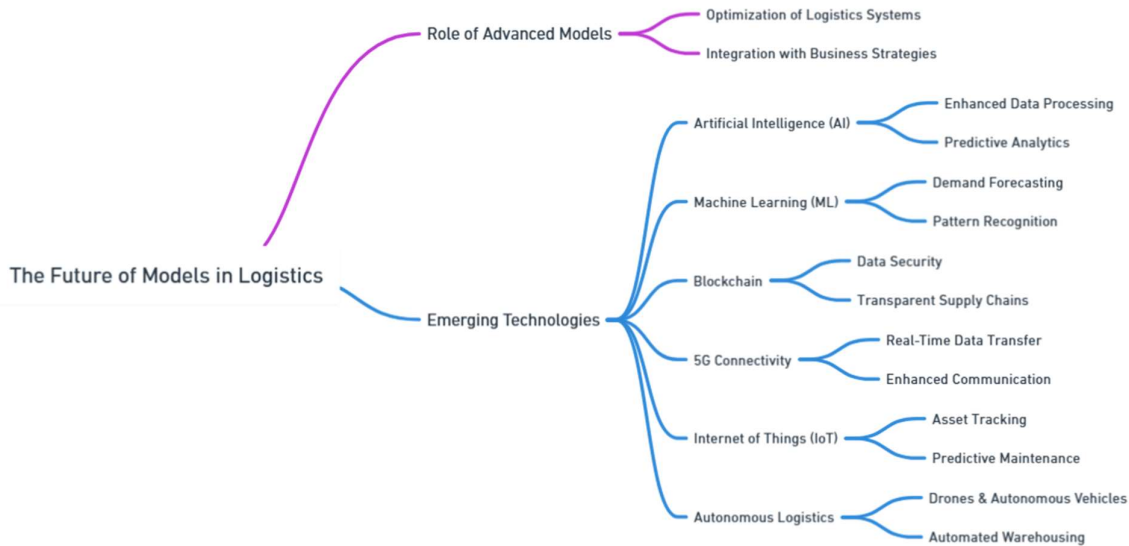 The Future of Models in Logistics
Role of Advanced Models
Optimization of Logistics Systems
Integration with Business Strategies
Emerging Technologies
Artificial Intelligence (AI)
Enhanced Data Processing
Predictive Analytics
Machine Learning (ML)
Demand Forecasting
Pattern Recognition
Blockchain
Data Security
Transparent Supply Chains
5G Connectivity
Real-Time Data Transfer
Enhanced Communication
Internet of Things (IoT)
Asset Tracking
Predictive Maintenance
Autonomous Logistics
Drones & Autonomous Vehicles
Automated Warehousing